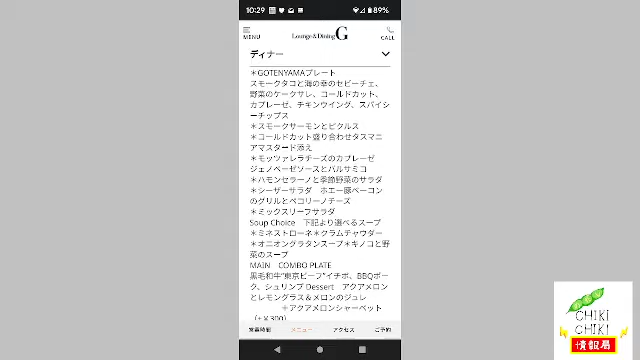 10:29
89%
MENU
Lounge&Dining G
CALL
ディナー
＊GOTENYAMAプレート
スモークタコと海の幸のセビーチェ、
野菜のケークサレ、コールドカット、
カプレーゼ、チキンウイング、スパイシ
ーチップス
＊スモークサーモンとピクルス
＊コールドカット盛り合わせタスマニ
アマスタード添え
＊モッツァレラチーズのカプレーゼ
ジェノベーゼソースとバルサミコ
＊ハモンセラーノと季節野菜のサラダ
＊シーザーサラダ　ホエー豚ベーコン
のグリルとペコリーノチーズ
＊ミックスリーフサラダ
Soup Choice　下記より選べるスープ
＊ミネストローネ＊クラムチャウダー
＊オニオングラタンスープ＊キノコと野
菜のスープ
MAIN　COMBO PLATE
黒毛和牛“東京ビーフ”イチボ、BBQポー
ク、シュリンプ Dessert　アクアメロン
とレモングラス＆メロンのジュレ
＋アクアメロンシャーベット
（+￥300）
営業時間
メニュー
アクセス
ご予約
CHIKI
CHIKI
情報局